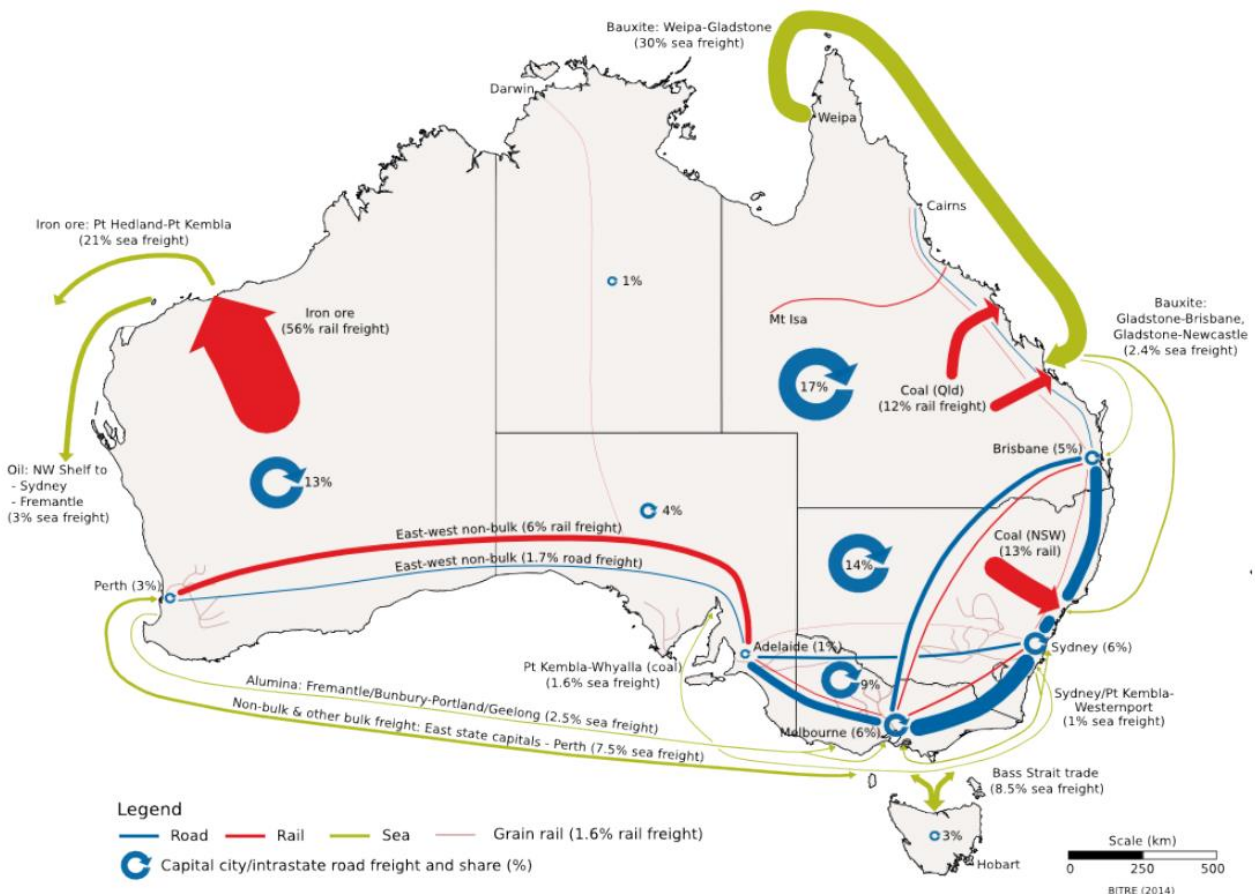 Bauxite: Weipa-Gladstone
(30% sea freight)
Darwin
Weipa
Cairns
Iron ore: Pt Hedland-Pt Kembla
(21% sea freight)
1%
Iron ore
(56% rail freight)
Mt Isa
Bauxite:
Gladstone-Brisbane,
Gladstone-Newcastle
(2.4% sea freight)
17%
Coal (Qld)
(12% rail freight)
Brisbane (5%)
Oil: NW Shelf to
- Sydney
- Fremantle
(3% sea freight)
13%
4%
East-west non-bulk (6% rail freight)
East-west non-bulk (1.7% road freight)
Coal (NSW)
(13% rail)
14%
Perth (3%)
Adelaide (1%)
Sydney (6%)
Pt Kembla-Whyalla (coal)
(1.6% sea freight)
9%
Alumina: Fremantle/Bunbury-Portland/Geelong (2.5% sea freight)
Non-bulk & other bulk freight: East state capitals - Perth (7.5% sea freight)
Melbourne (6%)
Sydney/Pt Kembla-
Westernport
(1% sea freight)
Bass Strait trade
(8.5% sea freight)
3%
Hobart
Legend
Road
Rail
Sea
Grain rail (1.6% rail freight)
Capital city/intrastate road freight and share (%)
Scale (km)
0 250 500
BITRE (2014)